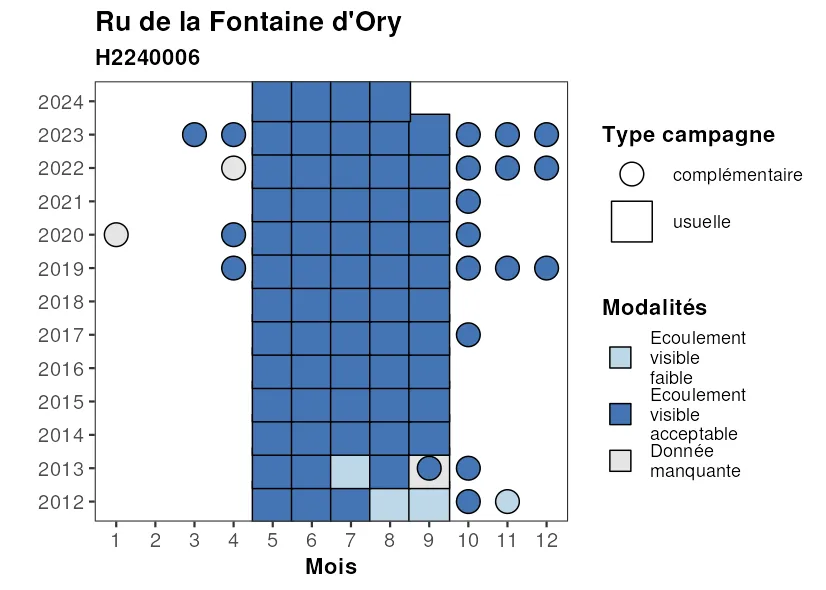 Ru de la Fontaine d'Ory
H2240006
2024
2023
2022
2021
2020
2019
2018
2017
2016
2015
2014
2013
2012
1 2 3 4 5 6 7 8 9 10 11 12
Mois
Type campagne
complémentaire
usuelle
Modalités
Ecoulement
visible
faible
Ecoulement
visible
acceptable
Donnée
manquante